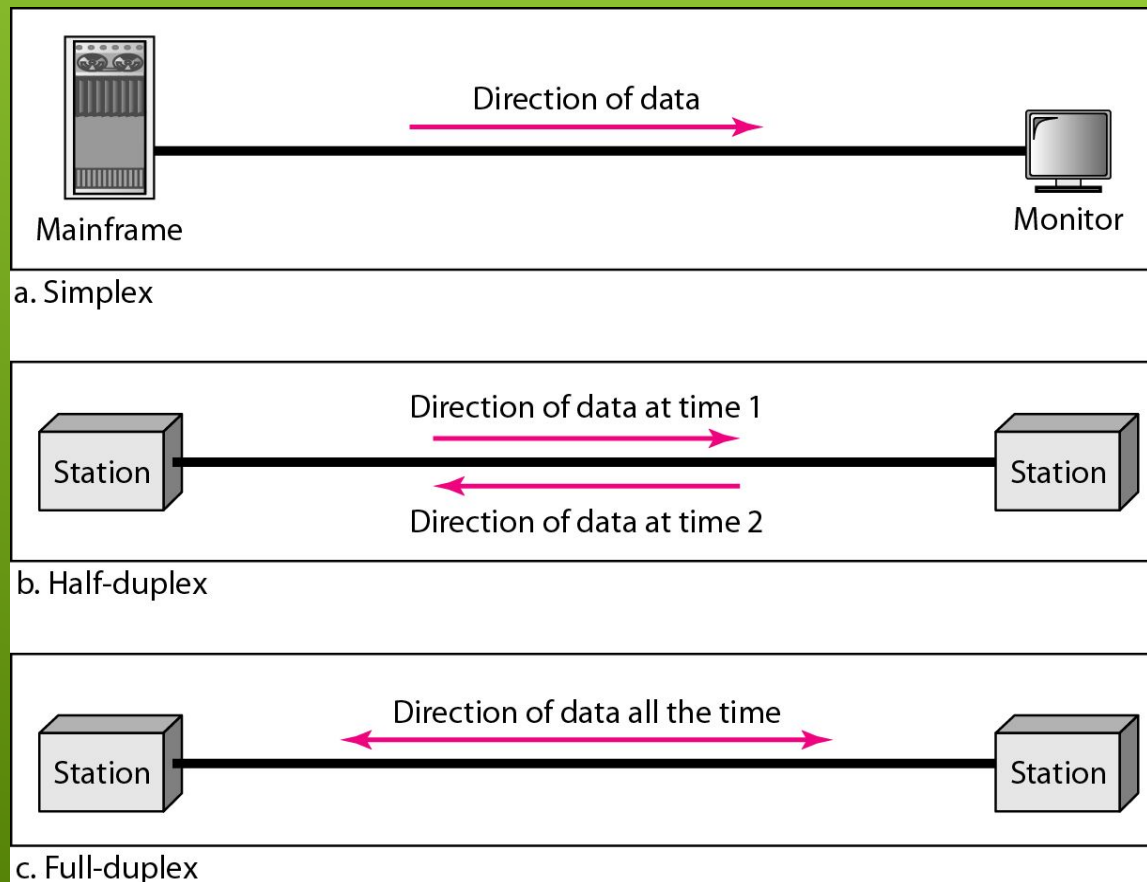 Direction of data
Mainframe
Monitor
a. Simplex
Direction of data at time 1
Station
Station
Direction of data at time 2
b. Half-duplex
Direction of data all the time
Station
Station
c. Full-duplex